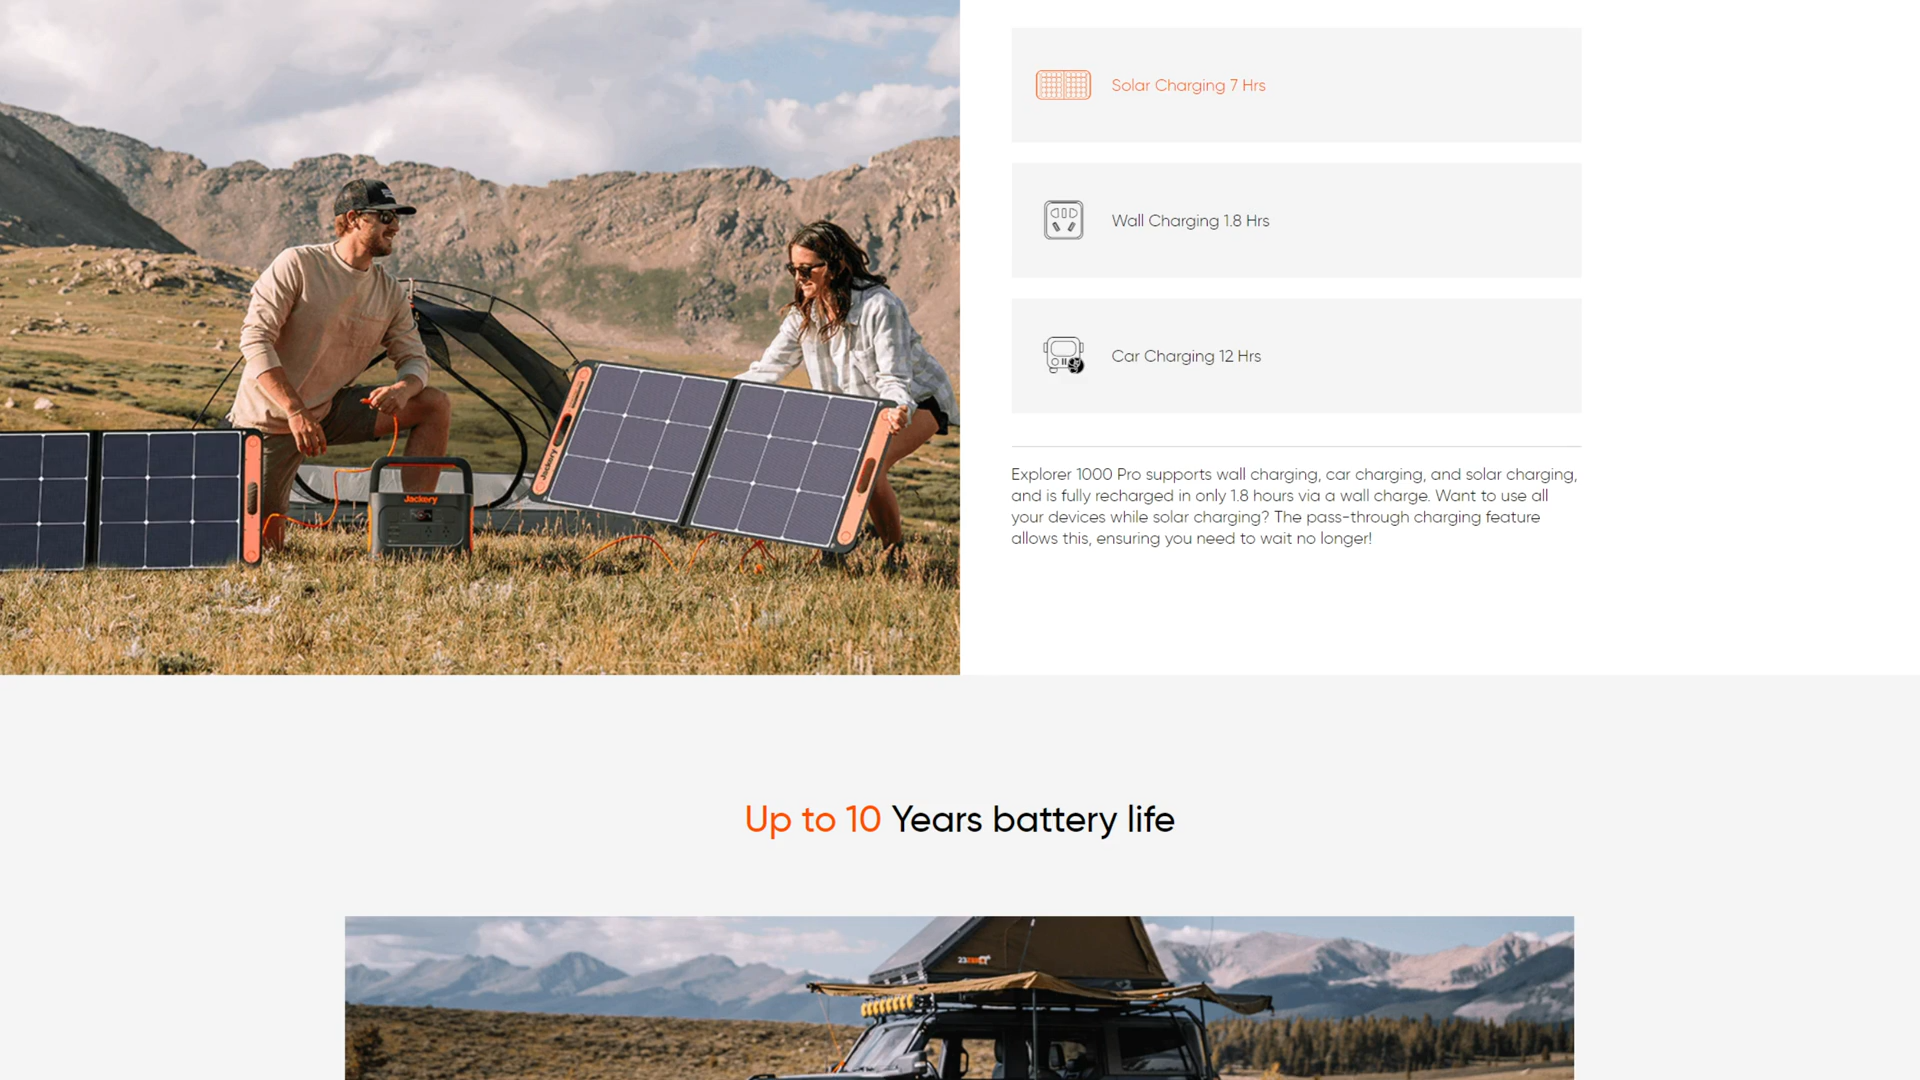 Solar Charging 7 Hrs
Wall Charging 1.8 Hrs
Car Charging 12 Hrs
Jackery
Jackery
Explorer 1000 Pro supports wall charging, car charging, and solar charging,
and is fully recharged in only 1.8 hours via a wall charge. Want to use all
your devices while solar charging? The pass-through charging feature
allows this, ensuring you need to wait no longer!
Up to 10 Years battery life